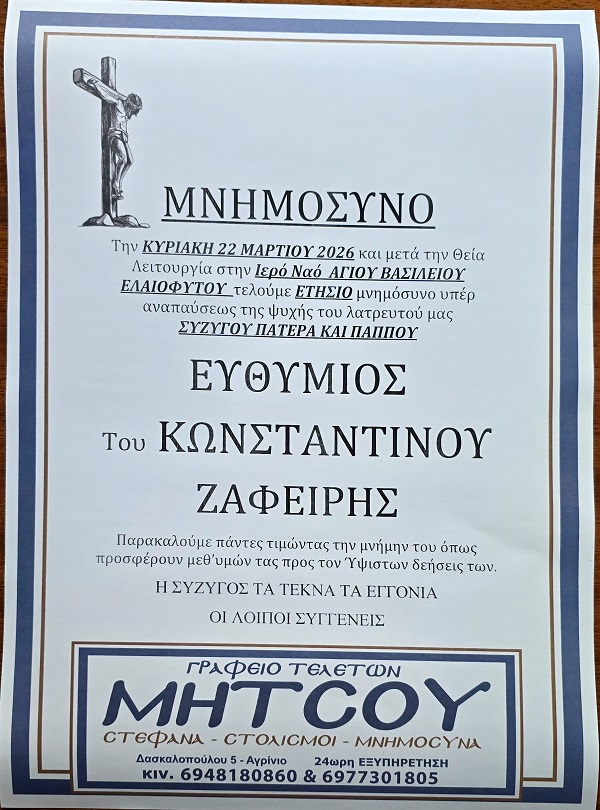 ΜΝΗΜΟΣΥΝΟ
Την ΚΥΡΙΑΚΗ 22 ΜΑΡΤΙΟΥ 2026 και μετά την Θεία
Λειτουργία στην Ιερό Ναό ΑΓΙΟΥ ΒΑΣΙΛΕΙΟΥ
ΕΛΑΙΟΦΥΤΟΥ τελούμε ΕΤΗΣΙΟ μνημόσυνο υπέρ
αναπαύσεως της ψυχής του λατρευτού μας
ΣΥΖΥΓΟΥ ΠΑΤΕΡΑ ΚΑΙ ΠΑΠΠΟΥ
ΕΥΘΥΜΙΟΣ
Του ΚΩΝΣΤΑΝΤΙΝΟΥ
ΖΑΦΕΙΡΗΣ
Παρακαλούμε πάντες τιμώντας την μνήμην του όπως
προσφέρουν μεθ'υμών τας προς τον Ύψιστων δεήσεις των.
Η ΣΥΖΥΓΟΣ ΤΑ ΤΕΚΝΑ ΤΑ ΕΓΓΟΝΙΑ
ΟΙ ΛΟΙΠΟΙ ΣΥΓΓΕΝΕΙΣ
ΓΡΑΦΕΙΟ ΤΕΛΕΤΩΝ
ΜΗΤΣΟΥ
ΣΤΕΦΑΝΑ - ΣΤΟΛΙΣΜΟΙ - ΜΝΗΜΟΣΥΝΑ
Δασκαλοπούλου 5 - Αγρίνιο 24ωρη ΕΞΥΠΗΡΕΤΗΣΗ
ΚΙΝ. 6948180860 & 6977301805